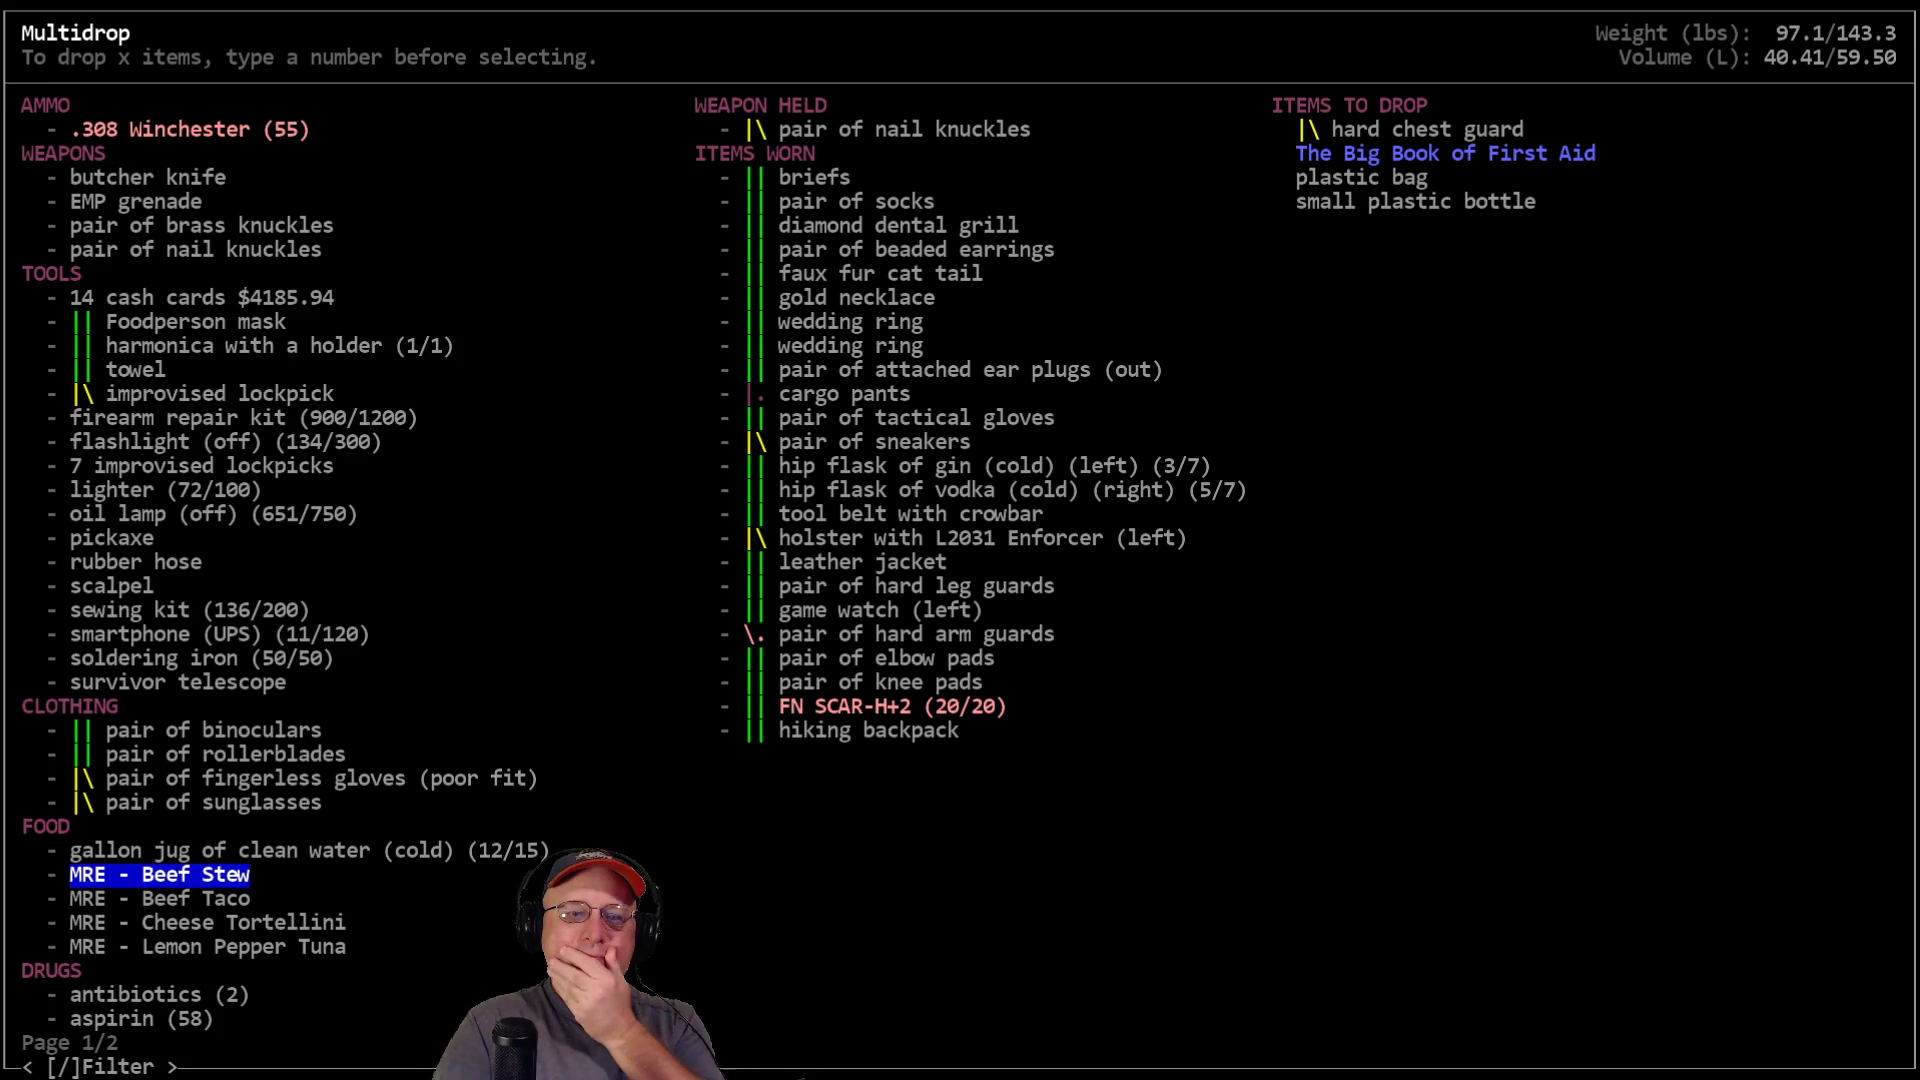 Multidrop
To drop x items, type a number before selecting.
Weight (lbs): 97.1/143.3
Volume (L): 40.41/59.50
AMMO
- .308 Winchester (55)
WEAPONS
- butcher knife
- EMP grenade
- pair of brass knuckles
- pair of nail knuckles
TOOLS
- 14 cash cards $4185.94
- || Foodperson mask
- || harmonica with a holder (1/1)
- || towel
- |\ improvised lockpick
- firearm repair kit (900/1200)
- flashlight (off) (134/300)
- 7 improvised lockpicks
- lighter (72/100)
- oil lamp (off) (651/750)
- pickaxe
- rubber hose
- scalpel
- sewing kit (136/200)
- smartphone (UPS) (11/120)
- soldering iron (50/50)
- survivor telescope
CLOTHING
- || pair of binoculars
- || pair of rollerblades
- |\ pair of fingerless gloves (poor fit)
- |\ pair of sunglasses
FOOD
- gallon jug of clean water (cold) (12/15)
- MRE - Beef Stew
- MRE - Beef Taco
- MRE - Cheese Tortellini
- MRE - Lemon Pepper Tuna
DRUGS
- antibiotics (2)
- aspirin (58)
Page 1/2
< [/]Filter >
WEAPON HELD
- |\ pair of nail knuckles
ITEMS WORN
- || briefs
- || pair of socks
- || diamond dental grill
- || pair of beaded earrings
- || faux fur cat tail
- || gold necklace
- || wedding ring
- || wedding ring
- || pair of attached ear plugs (out)
- |. cargo pants
- || pair of tactical gloves
- |\ pair of sneakers
- || hip flask of gin (cold) (left) (3/7)
- || hip flask of vodka (cold) (right) (5/7)
- || tool belt with crowbar
- |\ holster with L2031 Enforcer (left)
- || leather jacket
- || pair of hard leg guards
- || game watch (left)
- \. pair of hard arm guards
- || pair of elbow pads
- || pair of knee pads
- || FN SCAR-H+2 (20/20)
- || hiking backpack
ITEMS TO DROP
|\ hard chest guard
The Big Book of First Aid
plastic bag
small plastic bottle